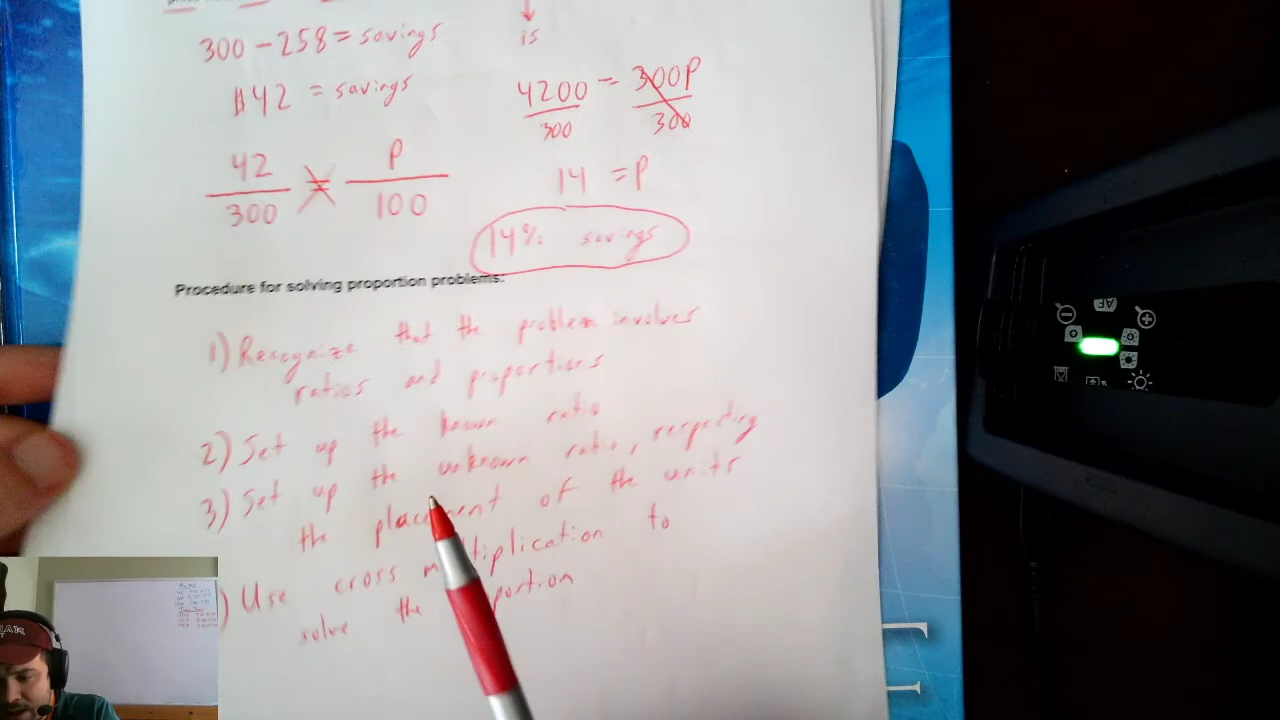 300 - 258 = savings
$42 = savings
42/300 = P/100
is
4200/300 = 300P/300
14 = P
14% savings
Procedure for solving proportion problems:
1) Recognize that the problem involves
ratios and proportions
2) Set up the known ratio
3) Set up the unknown ratio, respecting
the placement of the units
) Use cross multiplication to
solve the proportion
AF